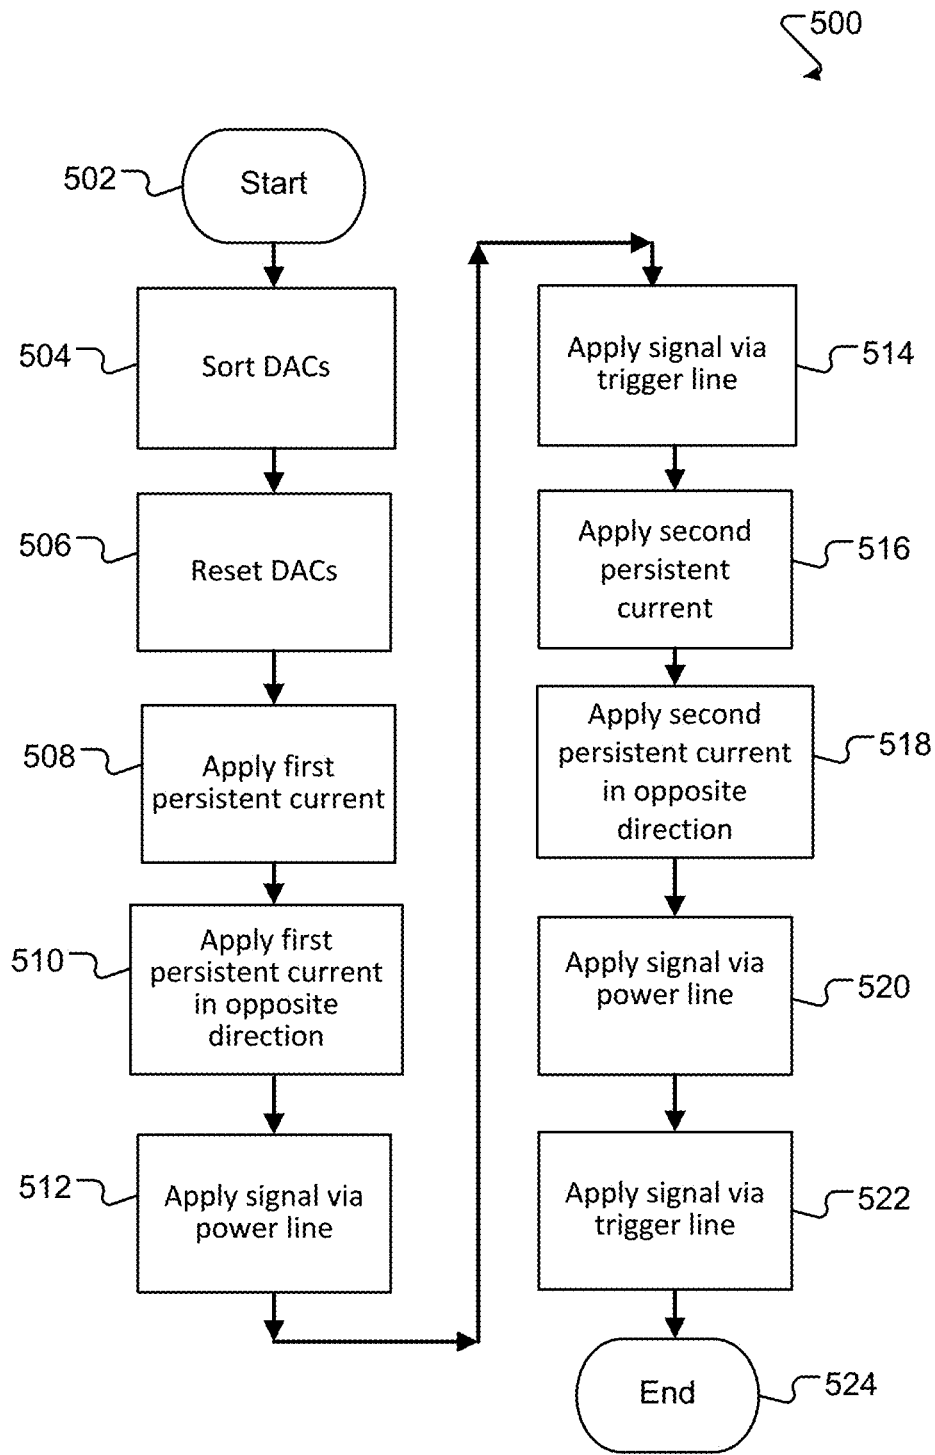 500
502
Start
504
Sort DACs
506
Reset DACs
508
Apply first
persistent current
510
Apply first
persistent current
in opposite
direction
512
Apply signal via
power line
Apply signal via
trigger line
514
Apply second
persistent
current
516
Apply second
persistent current
in opposite
direction
518
Apply signal via
power line
520
Apply signal via
trigger line
522
End
524